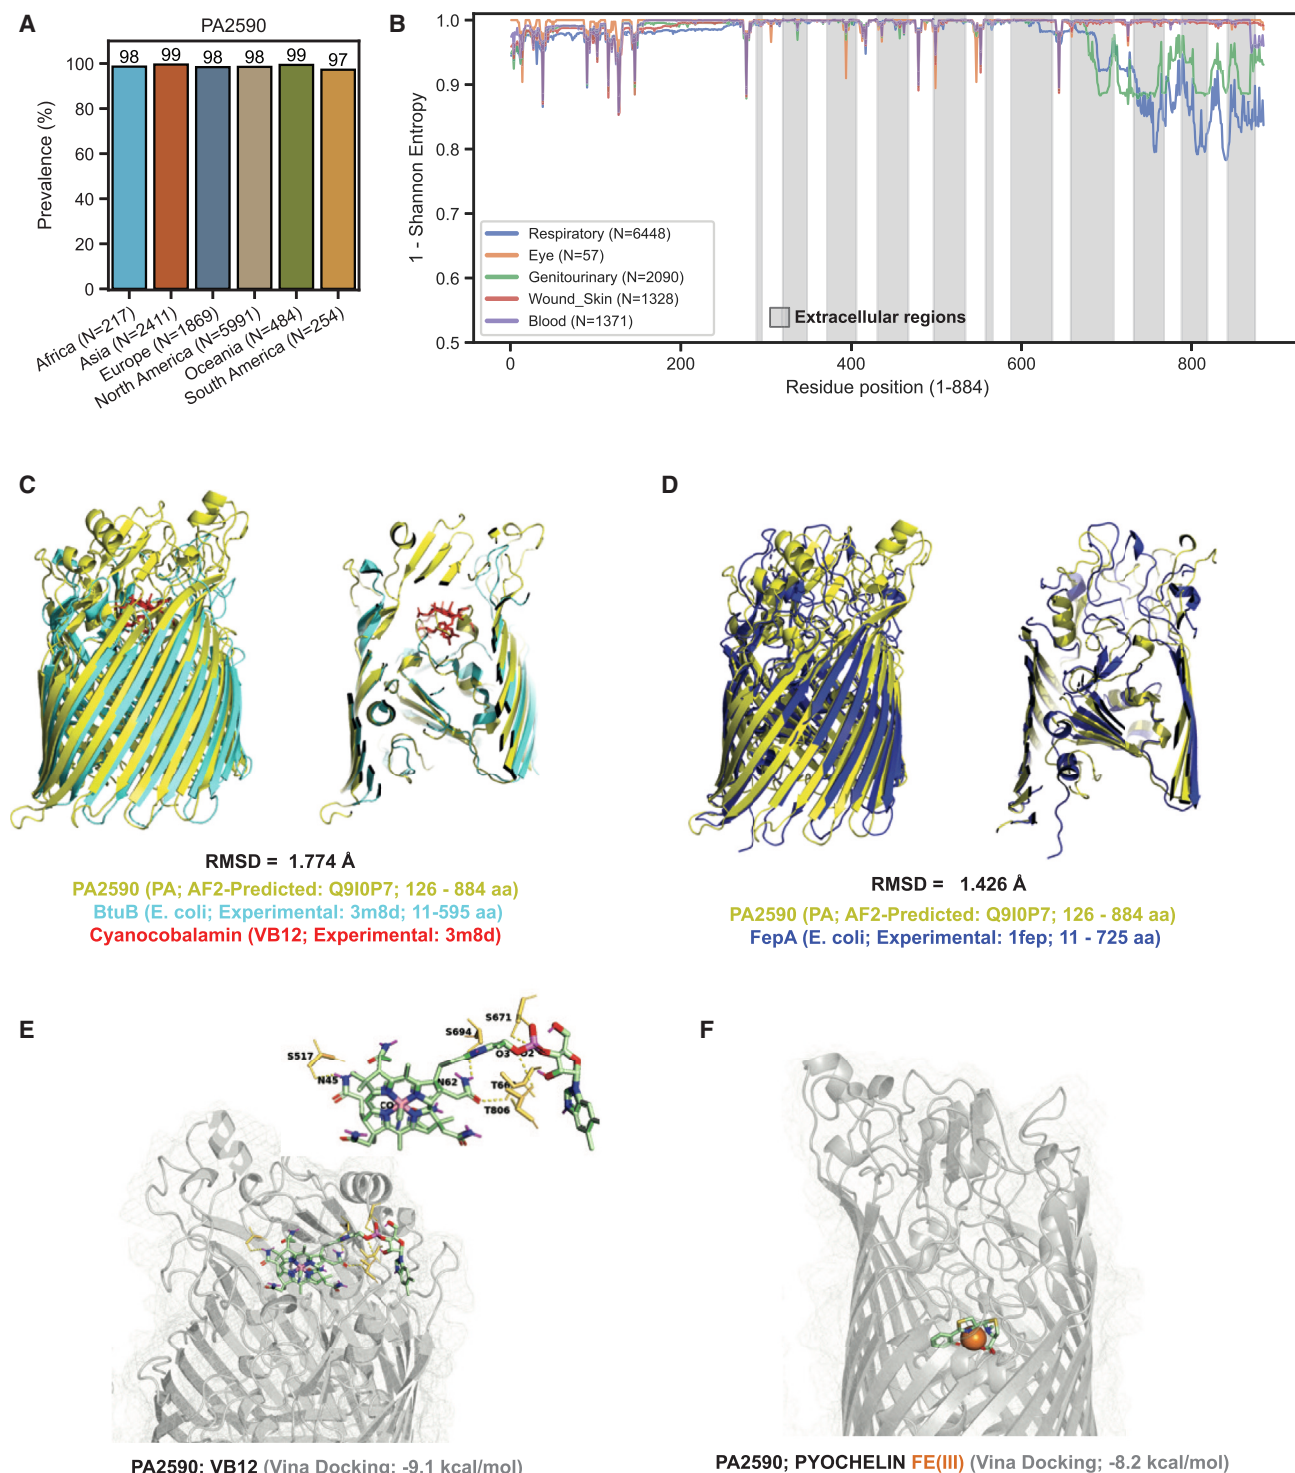 A
PA2590
98
99
98
98
99
97
Prevalence (%)
100
80
60
40
20
0
Africa (N=217)
Asia (N=2411)
Europe (N=1869)
North America (N=5991)
Oceania (N=484)
South America (N=254)
B
1 - Shannon Entropy
1.0
0.9
0.8
0.7
0.6
0.5
Respiratory (N=6448)
Eye (N=57)
Genitourinary (N=2090)
Wound_Skin (N=1328)
Blood (N=1371)
Extracellular regions
0
200
400
600
800
Residue position (1-884)
C
RMSD = 1.774 Å
PA2590 (PA; AF2-Predicted: Q9I0P7; 126 - 884 aa)
BtuB (E. coli; Experimental: 3m8d; 11-595 aa)
Cyanocobalamin (VB12; Experimental: 3m8d)
D
RMSD = 1.426 Å
PA2590 (PA; AF2-Predicted: Q9I0P7; 126 - 884 aa)
FepA (E. coli; Experimental: 1fep; 11 - 725 aa)
E
S671
S694
S517
O3
O2
N45
N62
CO
T806
PA2590; VB12 (Vina Docking; -9.1 kcal/mol)
F
PA2590; PYOCHELIN FE(III) (Vina Docking; -8.2 kcal/mol)